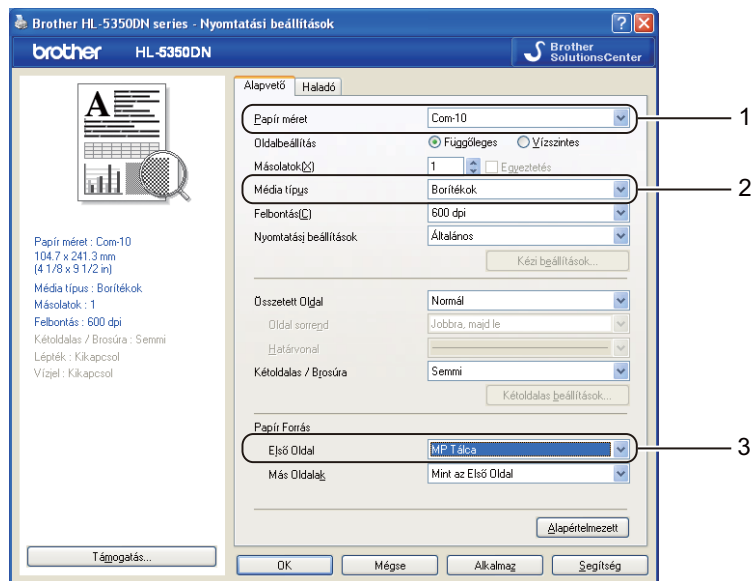 Brother HL-5350DN series - Nyomtatási beállítások
brother HL-5350DN
Brother
SolutionsCenter
Alapvető Haladó
Papír méret Com-10 1
Oldalbeállítás Függőleges Vízszintes
Másolatok(X) 1 Egyeztetés
Média típus Borítékok 2
Felbontás(C) 600 dpi
Nyomtatási beállítások Általános
Kézi beállítások...
Összetett Oldal Normál
Oldal sorrend Jobbra, majd le
Határvonal
Kétoldalas / Brosúra Semmi
Kétoldalas beállítások...
Papír Forrás
Első Oldal MP Tálca 3
Más Oldalak Mint az Első Oldal
Alapértelmezett
A
Papír méret : Com-10
104.7 x 241.3 mm
(4 1/8 x 9 1/2 in)
Média típus : Borítékok
Másolatok : 1
Felbontás : 600 dpi
Kétoldalas / Brosúra : Semmi
Lépték : Kikapcsol
Vízjel : Kikapcsol
Támogatás...
OK Mégse Alkalmaz Segítség